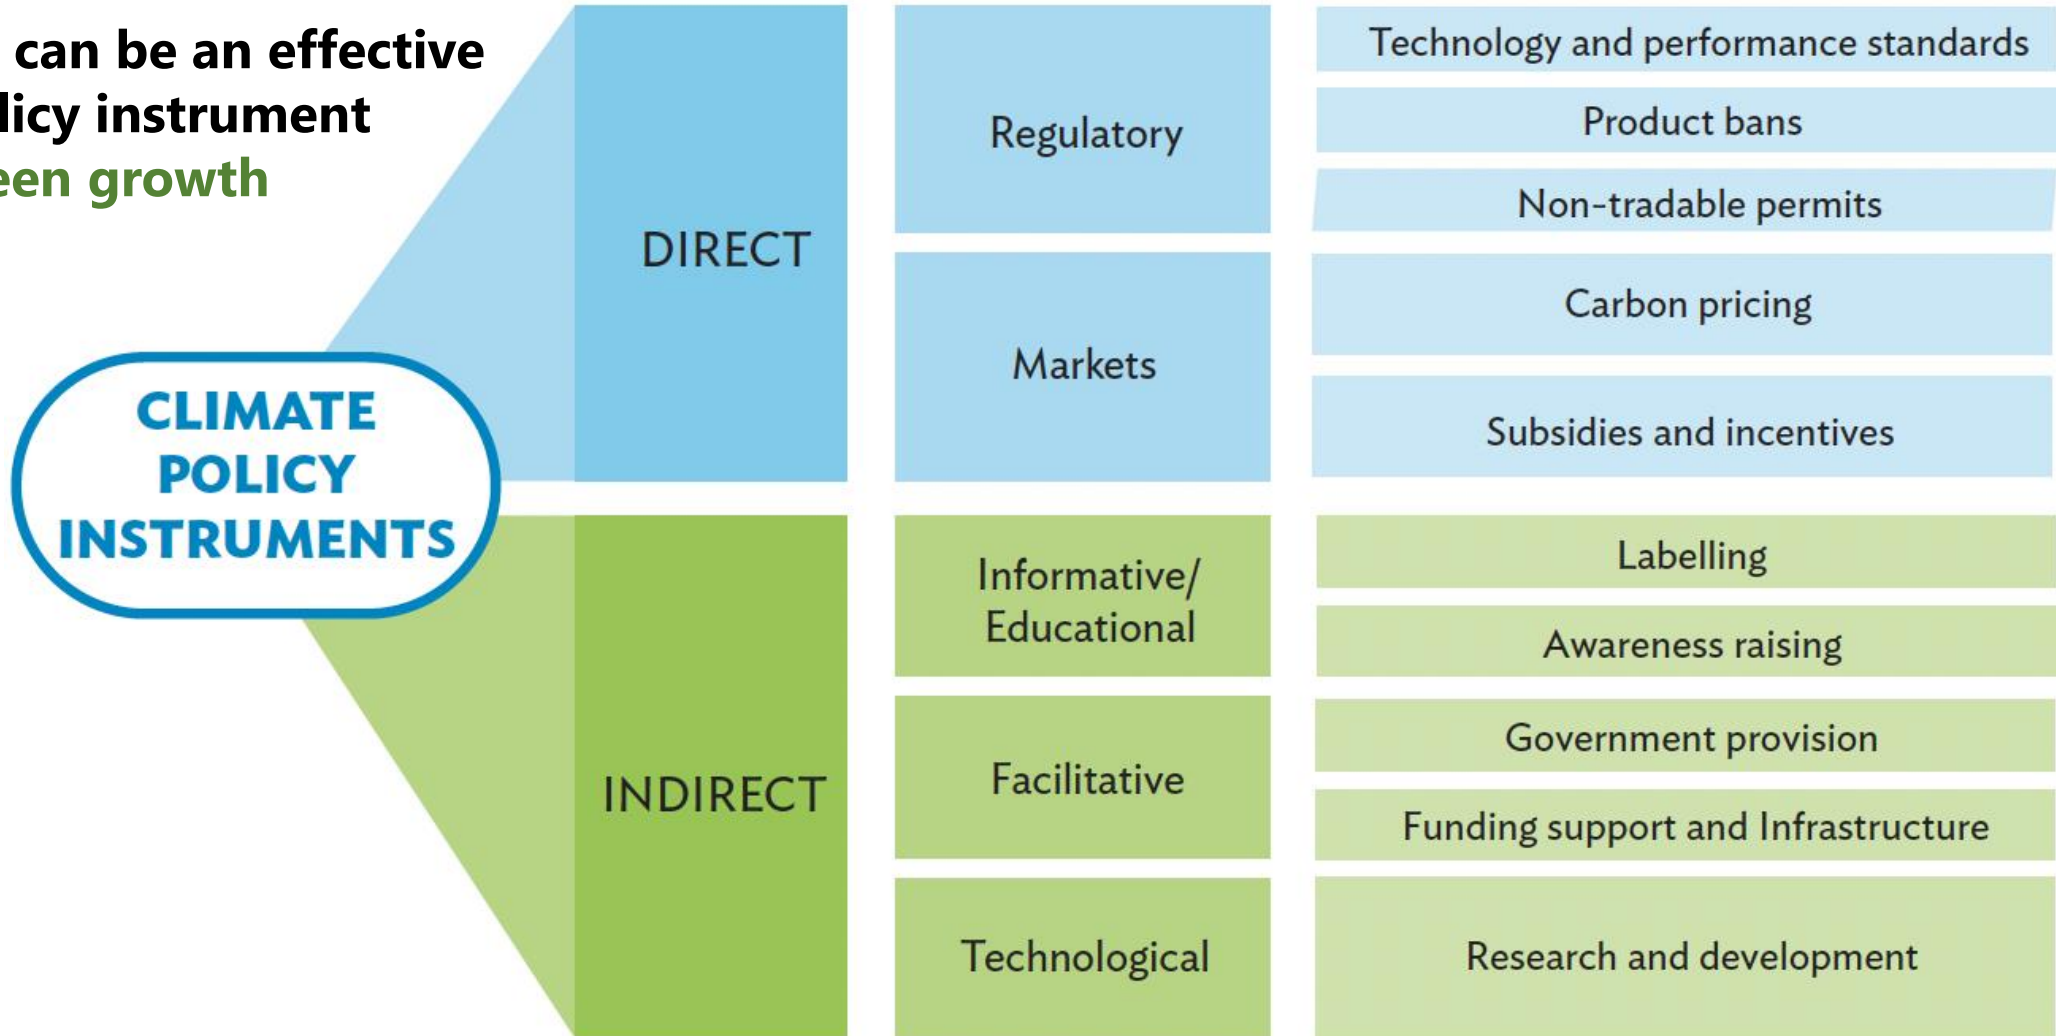 can be an effective
licy instrument
een growth
CLIMATE
POLICY
INSTRUMENTS
DIRECT
Regulatory
Technology and performance standards
Product bans
Non-tradable permits
Markets
Carbon pricing
Subsidies and incentives
INDIRECT
Informative/
Educational
Labelling
Awareness raising
Facilitative
Government provision
Funding support and Infrastructure
Technological
Research and development